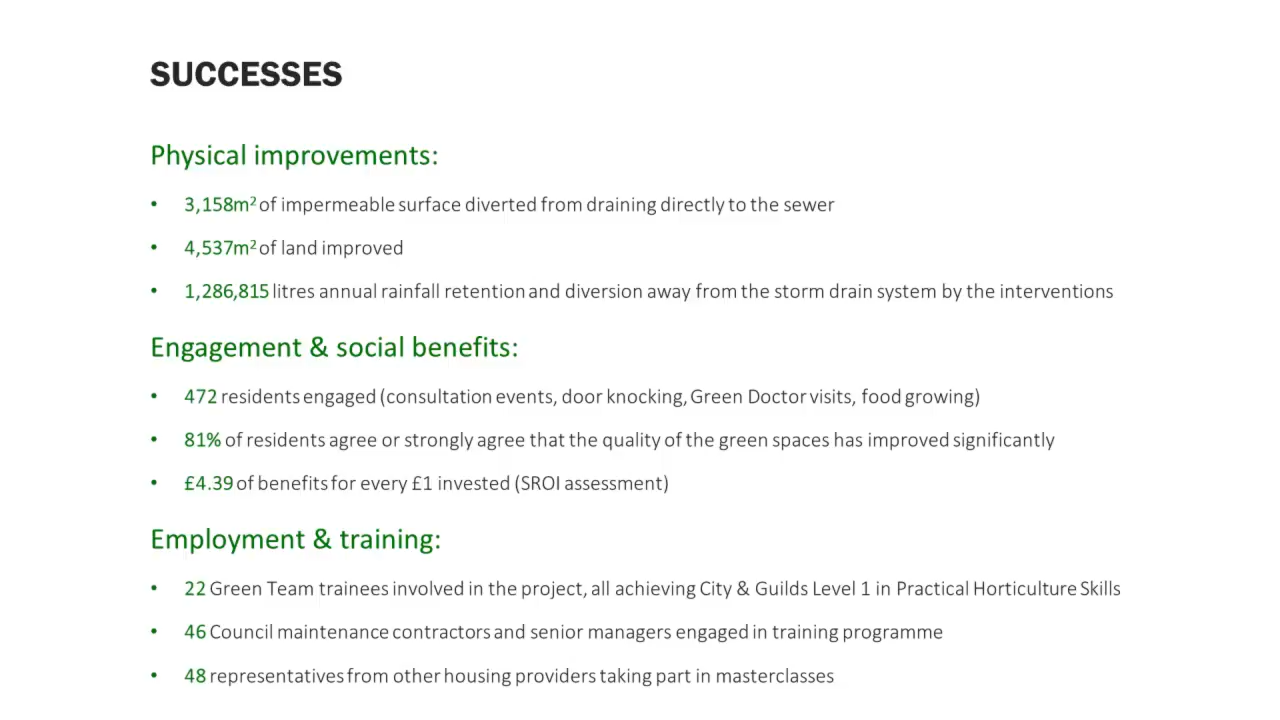 SUCCESSES
Physical improvements:
• 3,158m² of impermeable surface diverted from draining directly to the sewer
• 4,537m² of land improved
• 1,286,815 litres annual rainfall retention and diversion away from the storm drain system by the interventions
Engagement & social benefits:
• 472 residents engaged (consultation events, door knocking, Green Doctor visits, food growing)
• 81% of residents agree or strongly agree that the quality of the green spaces has improved significantly
• £4.39 of benefits for every £1 invested (SROI assessment)
Employment & training:
• 22 Green Team trainees involved in the project, all achieving City & Guilds Level 1 in Practical Horticulture Skills
• 46 Council maintenance contractors and senior managers engaged in training programme
• 48 representatives from other housing providers taking part in masterclasses